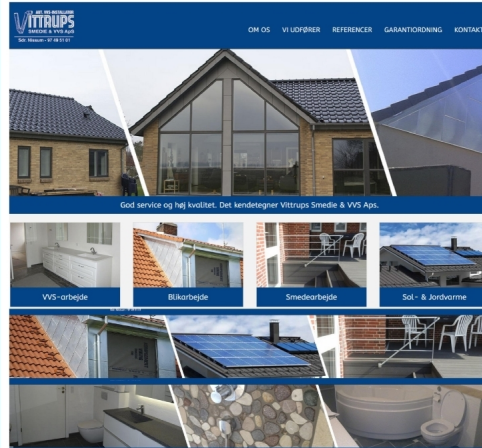 AUT. VVS-INSTALLATØR
VITTRUPS
SMEDIE & VVS ApS
Sdr. Nissum - 97 49 51 01
OM OS VI UDFØRER REFERENCER GARANTIORDNING KONTAKT
God service og høj kvalitet. Det kendetegner Vittrups Smedie & VVS Aps.
VVS-arbejde Blikarbejde Smedearbejde Sol- & Jordvarme